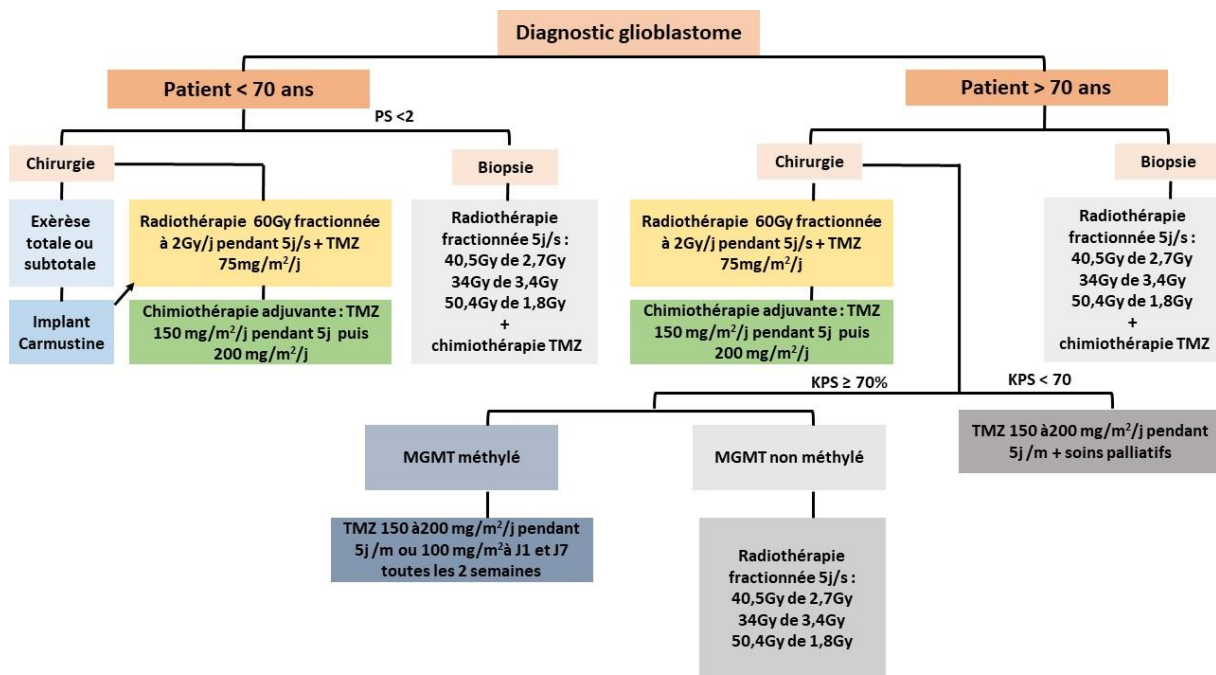 Diagnostic glioblastome
Patient < 70 ans
Patient > 70 ans
PS <2
Chirurgie
Biopsie
Chirurgie
Biopsie
Exérèse
totale ou
subtotale
Radiothérapie 60Gy fractionnée
à 2Gy/j pendant 5j/s + TMZ
75mg/m²/j
Radiothérapie
fractionnée 5j/s :
40,5Gy de 2,7Gy
34Gy de 3,4Gy
50,4Gy de 1,8Gy
+
chimiothérapie TMZ
Radiothérapie 60Gy fractionnée
à 2Gy/j pendant 5j/s + TMZ
75mg/m²/j
Radiothérapie
fractionnée 5j/s :
40,5Gy de 2,7Gy
34Gy de 3,4Gy
50,4Gy de 1,8Gy
+
chimiothérapie TMZ
Implant
Carmustine
Chimiothérapie adjuvante : TMZ
150 mg/m²/j pendant 5j puis
200 mg/m²/j
Chimiothérapie adjuvante : TMZ
150 mg/m²/j pendant 5j puis
200 mg/m²/j
KPS ≥ 70%
KPS < 70
MGMT méthylé
MGMT non méthylé
TMZ 150 à200 mg/m²/j pendant
5j /m + soins palliatifs
TMZ 150 à200 mg/m²/j pendant
5j /m ou 100 mg/m²à J1 et J7
toutes les 2 semaines
Radiothérapie
fractionnée 5j/s :
40,5Gy de 2,7Gy
34Gy de 3,4Gy
50,4Gy de 1,8Gy